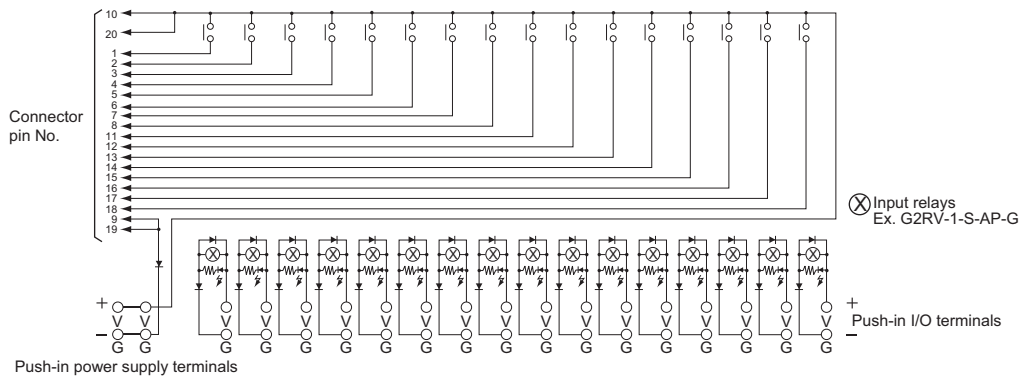 10
20
1
2
3
4
5
6
7
8
11
12
13
14
15
16
17
18
9
19
Connector
pin No.
X Input relays
Ex. G2RV-1-S-AP-G
X X X X X X X X X X X X X X X X
+ +
V V V V V V V V V V V V V V V V V V
Push-in I/O terminals
− −
G G G G G G G G G G G G G G G G G G
Push-in power supply terminals